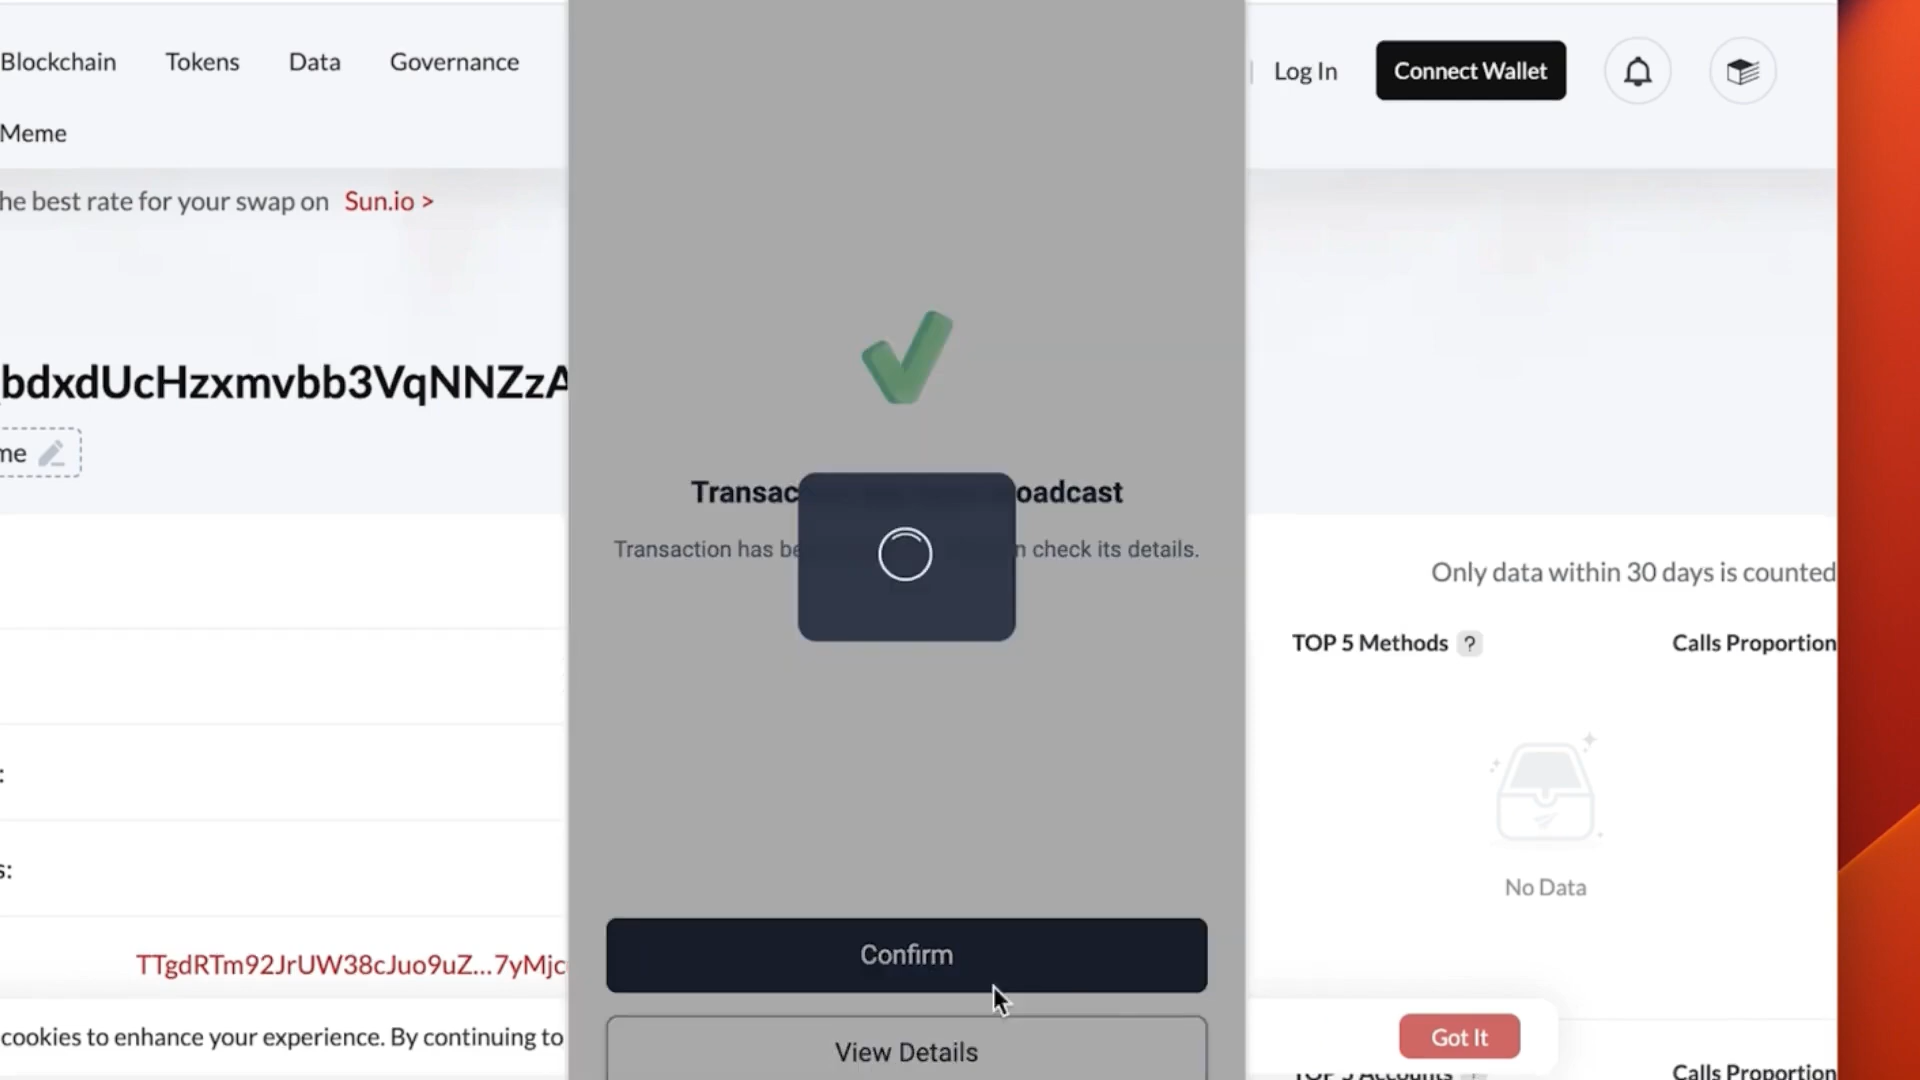 Blockchain Tokens Data Governance
Log In Connect Wallet
Meme
he best rate for your swap on Sun.io >
bdxdUcHzxmvbb3VqNNZzA
me
Transac oadcast
Transaction has be n check its details.
Only data within 30 days is counted
TOP 5 Methods ? Calls Proportion
:
No Data
s:
TTgdRTm92JrUW38cJuo9uZ...7yMjc
Confirm
cookies to enhance your experience. By continuing to
Got It
View Details
TOP 5 Accounts Calls Proportion